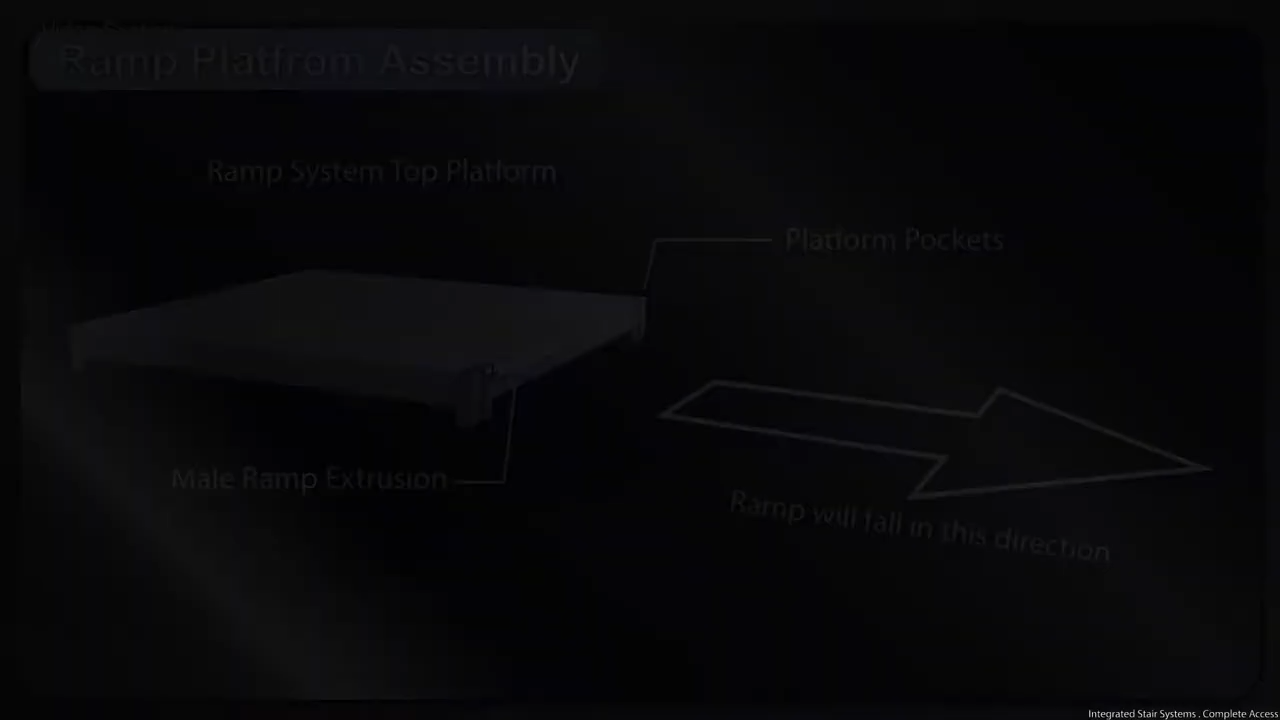 Ramp Platfrom Assembly
Ramp System Top Platform
Platform Pockets
Male Ramp Extrusion
Ramp will fall in this direction
Integrated Stair Systems . Complete Access